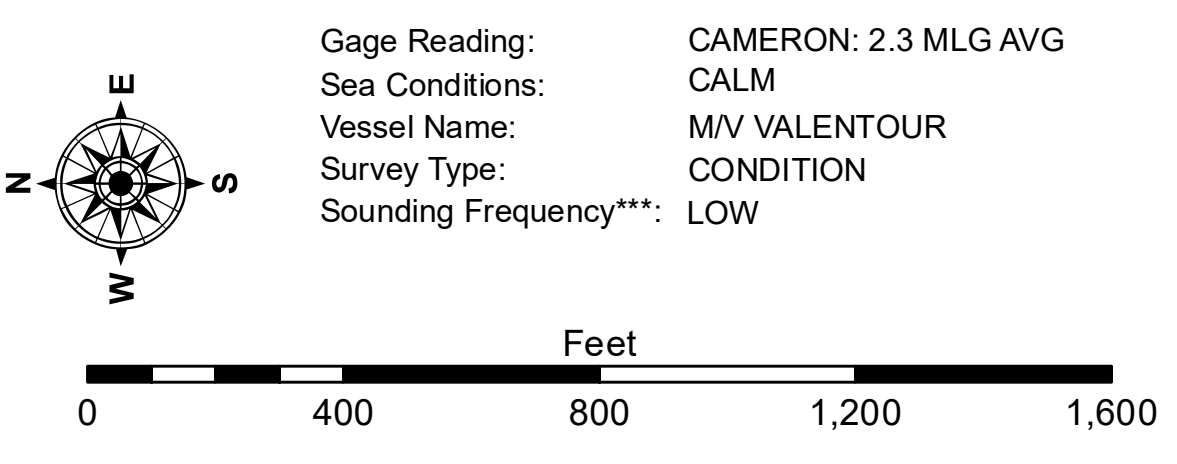 Gage Reading: CAMERON: 2.3 MLG AVG
Sea Conditions: CALM
Vessel Name: M/V VALENTOUR
Survey Type: CONDITION
Sounding Frequency***: LOW
E
N S
W
Feet
0 400 800 1,200 1,600